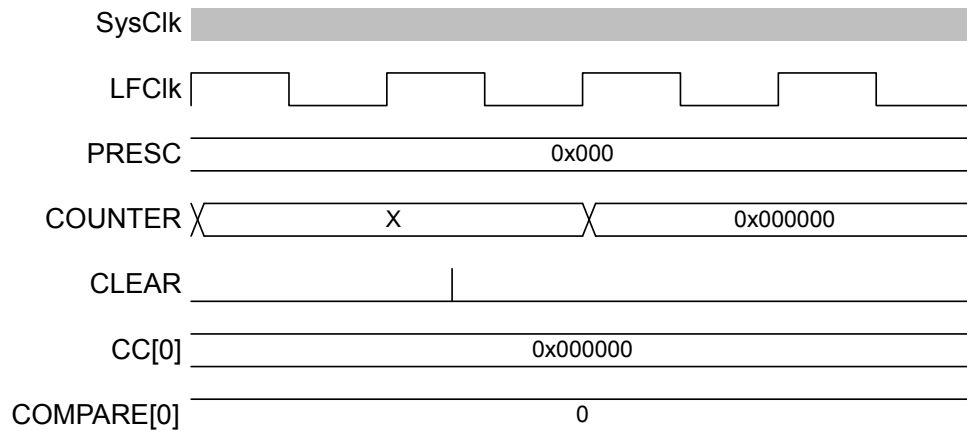 SysClk
LFClk
PRESC 0x000
COUNTER X 0x000000
CLEAR
CC[0] 0x000000
COMPARE[0] 0